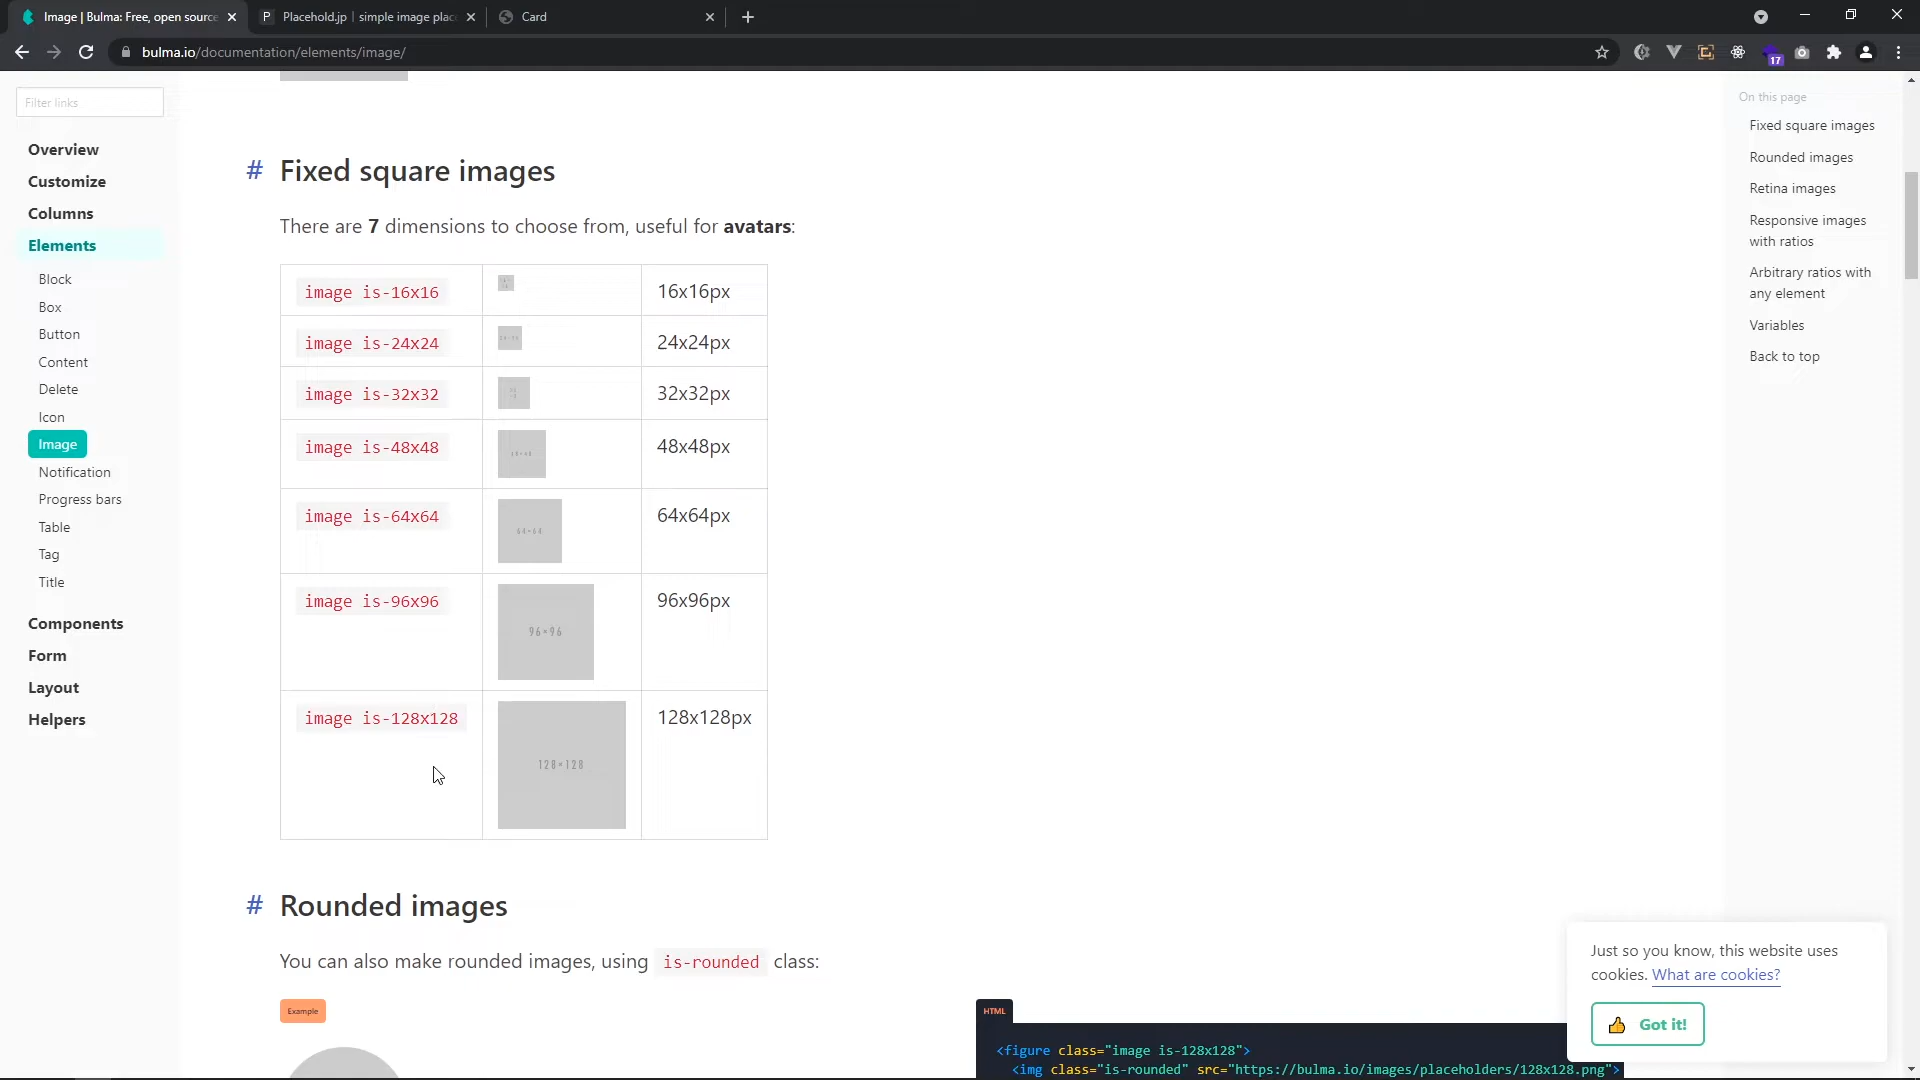 Image | Bulma: Free, open source
Placehold.jp | simple image plac
Card
bulma.io/documentation/elements/image/
17
Filter links
Overview
Customize
Columns
Elements
Block
Box
Button
Content
Delete
Icon
Image
Notification
Progress bars
Table
Tag
Title
Components
Form
Layout
Helpers
# Fixed square images
There are 7 dimensions to choose from, useful for avatars:
image is-16x16 16x16px
image is-24x24 24x24px
image is-32x32 32x32px
image is-48x48 48×48 48x48px
image is-64x64 64×64 64x64px
image is-96x96 96×96 96x96px
image is-128x128 128×128 128x128px
# Rounded images
You can also make rounded images, using is-rounded class:
Example
HTML
<figure class="image is-128x128">
<img class="is-rounded" src="https://bulma.io/images/placeholders/128x128.png">
On this page
Fixed square images
Rounded images
Retina images
Responsive images
with ratios
Arbitrary ratios with
any element
Variables
Back to top
Just so you know, this website uses
cookies. What are cookies?
Got it!